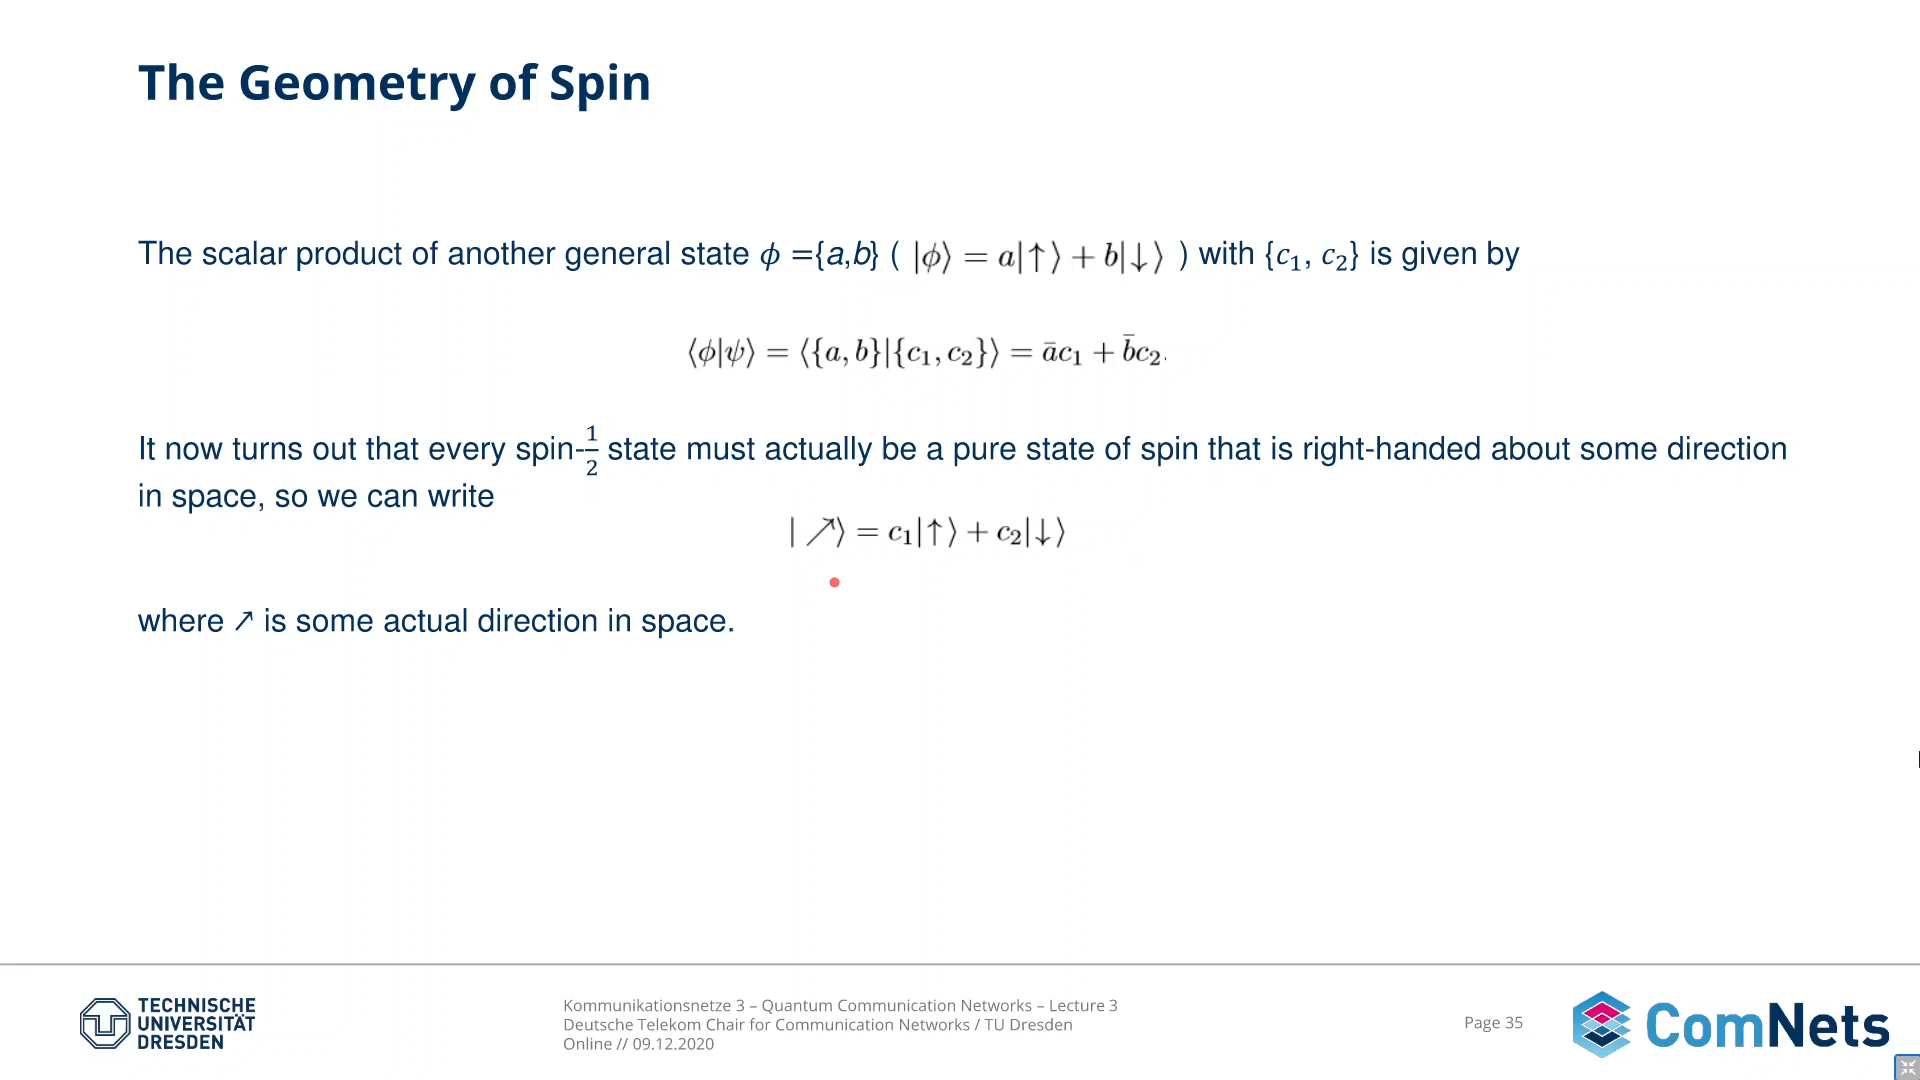 The Geometry of Spin
The scalar product of another general state ϕ ={a,b} ( |ϕ⟩ = a|↑⟩ + b|↓⟩ ) with {c₁, c₂} is given by
⟨ϕ|ψ⟩ = ⟨{a, b}|{c₁, c₂}⟩ = āc₁ + b̄c₂.
It now turns out that every spin-½ state must actually be a pure state of spin that is right-handed about some direction
in space, so we can write
| ↗⟩ = c₁|↑⟩ + c₂|↓⟩
where ↗ is some actual direction in space.
TECHNISCHE
UNIVERSITÄT
DRESDEN
Kommunikationsnetze 3 – Quantum Communication Networks – Lecture 3
Deutsche Telekom Chair for Communication Networks / TU Dresden
Online // 09.12.2020
Page 35
ComNets